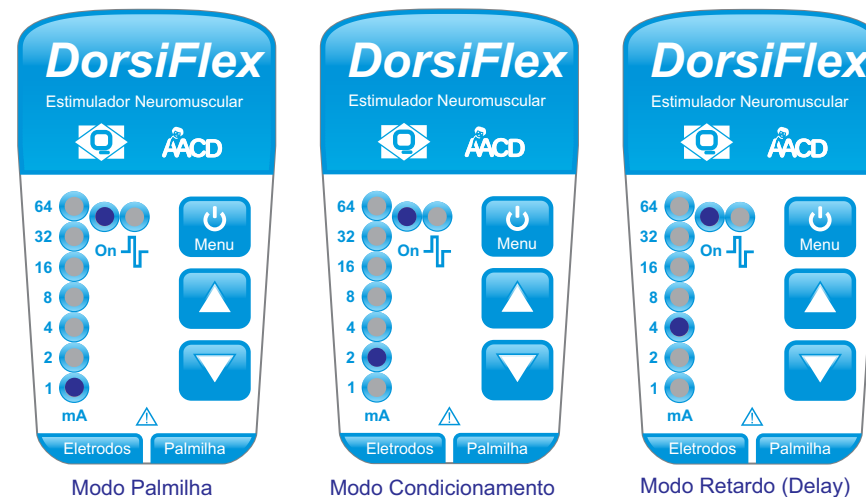 DorsiFlex
Estimulador Neuromuscular
AACD
64
32
16
8
4
2
1
mA
On
Menu
Eletrodos
Palmilha
Modo Palmilha
DorsiFlex
Estimulador Neuromuscular
AACD
64
32
16
8
4
2
1
mA
On
Menu
Eletrodos
Palmilha
Modo Condicionamento
DorsiFlex
Estimulador Neuromuscular
AACD
64
32
16
8
4
2
1
mA
On
Menu
Eletrodos
Palmilha
Modo Retardo (Delay)